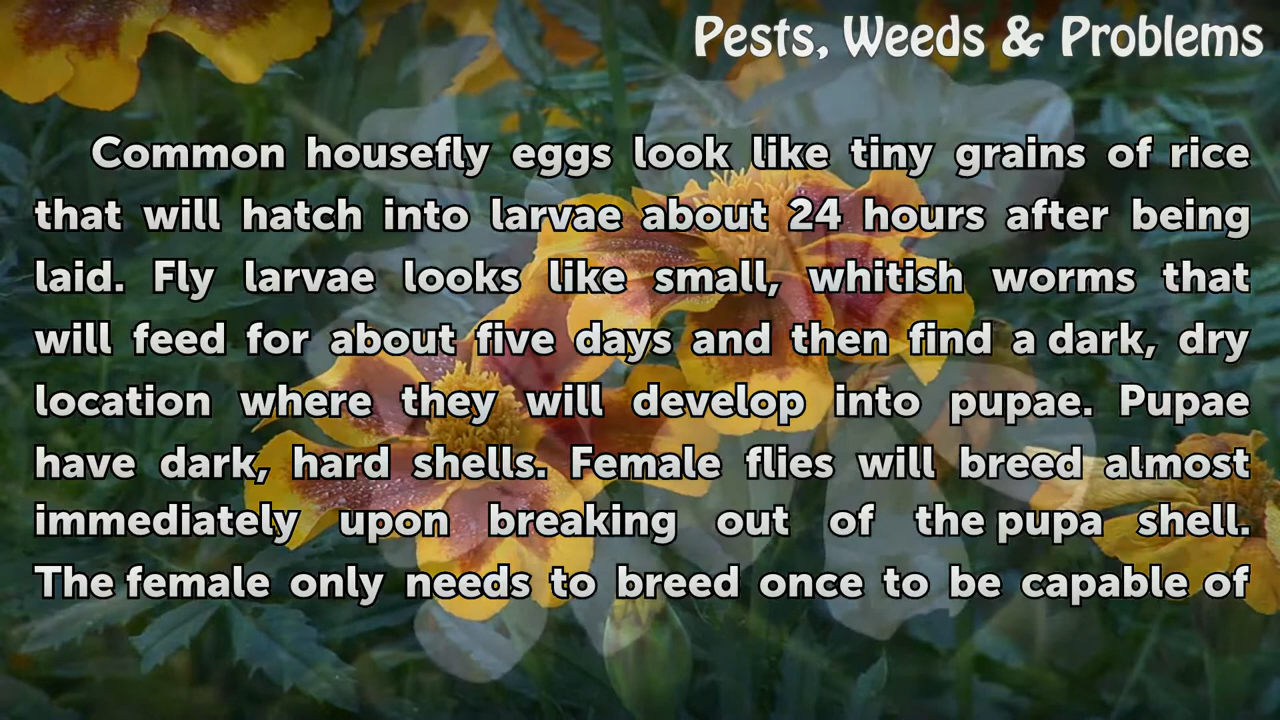 Pests, Weeds & Problems
Common housefly eggs look like tiny grains of rice
that will hatch into larvae about 24 hours after being
laid. Fly larvae looks like small, whitish worms that
will feed for about five days and then find a dark, dry
location where they will develop into pupae. Pupae
have dark, hard shells. Female flies will breed almost
immediately upon breaking out of the pupa shell.
The female only needs to breed once to be capable of